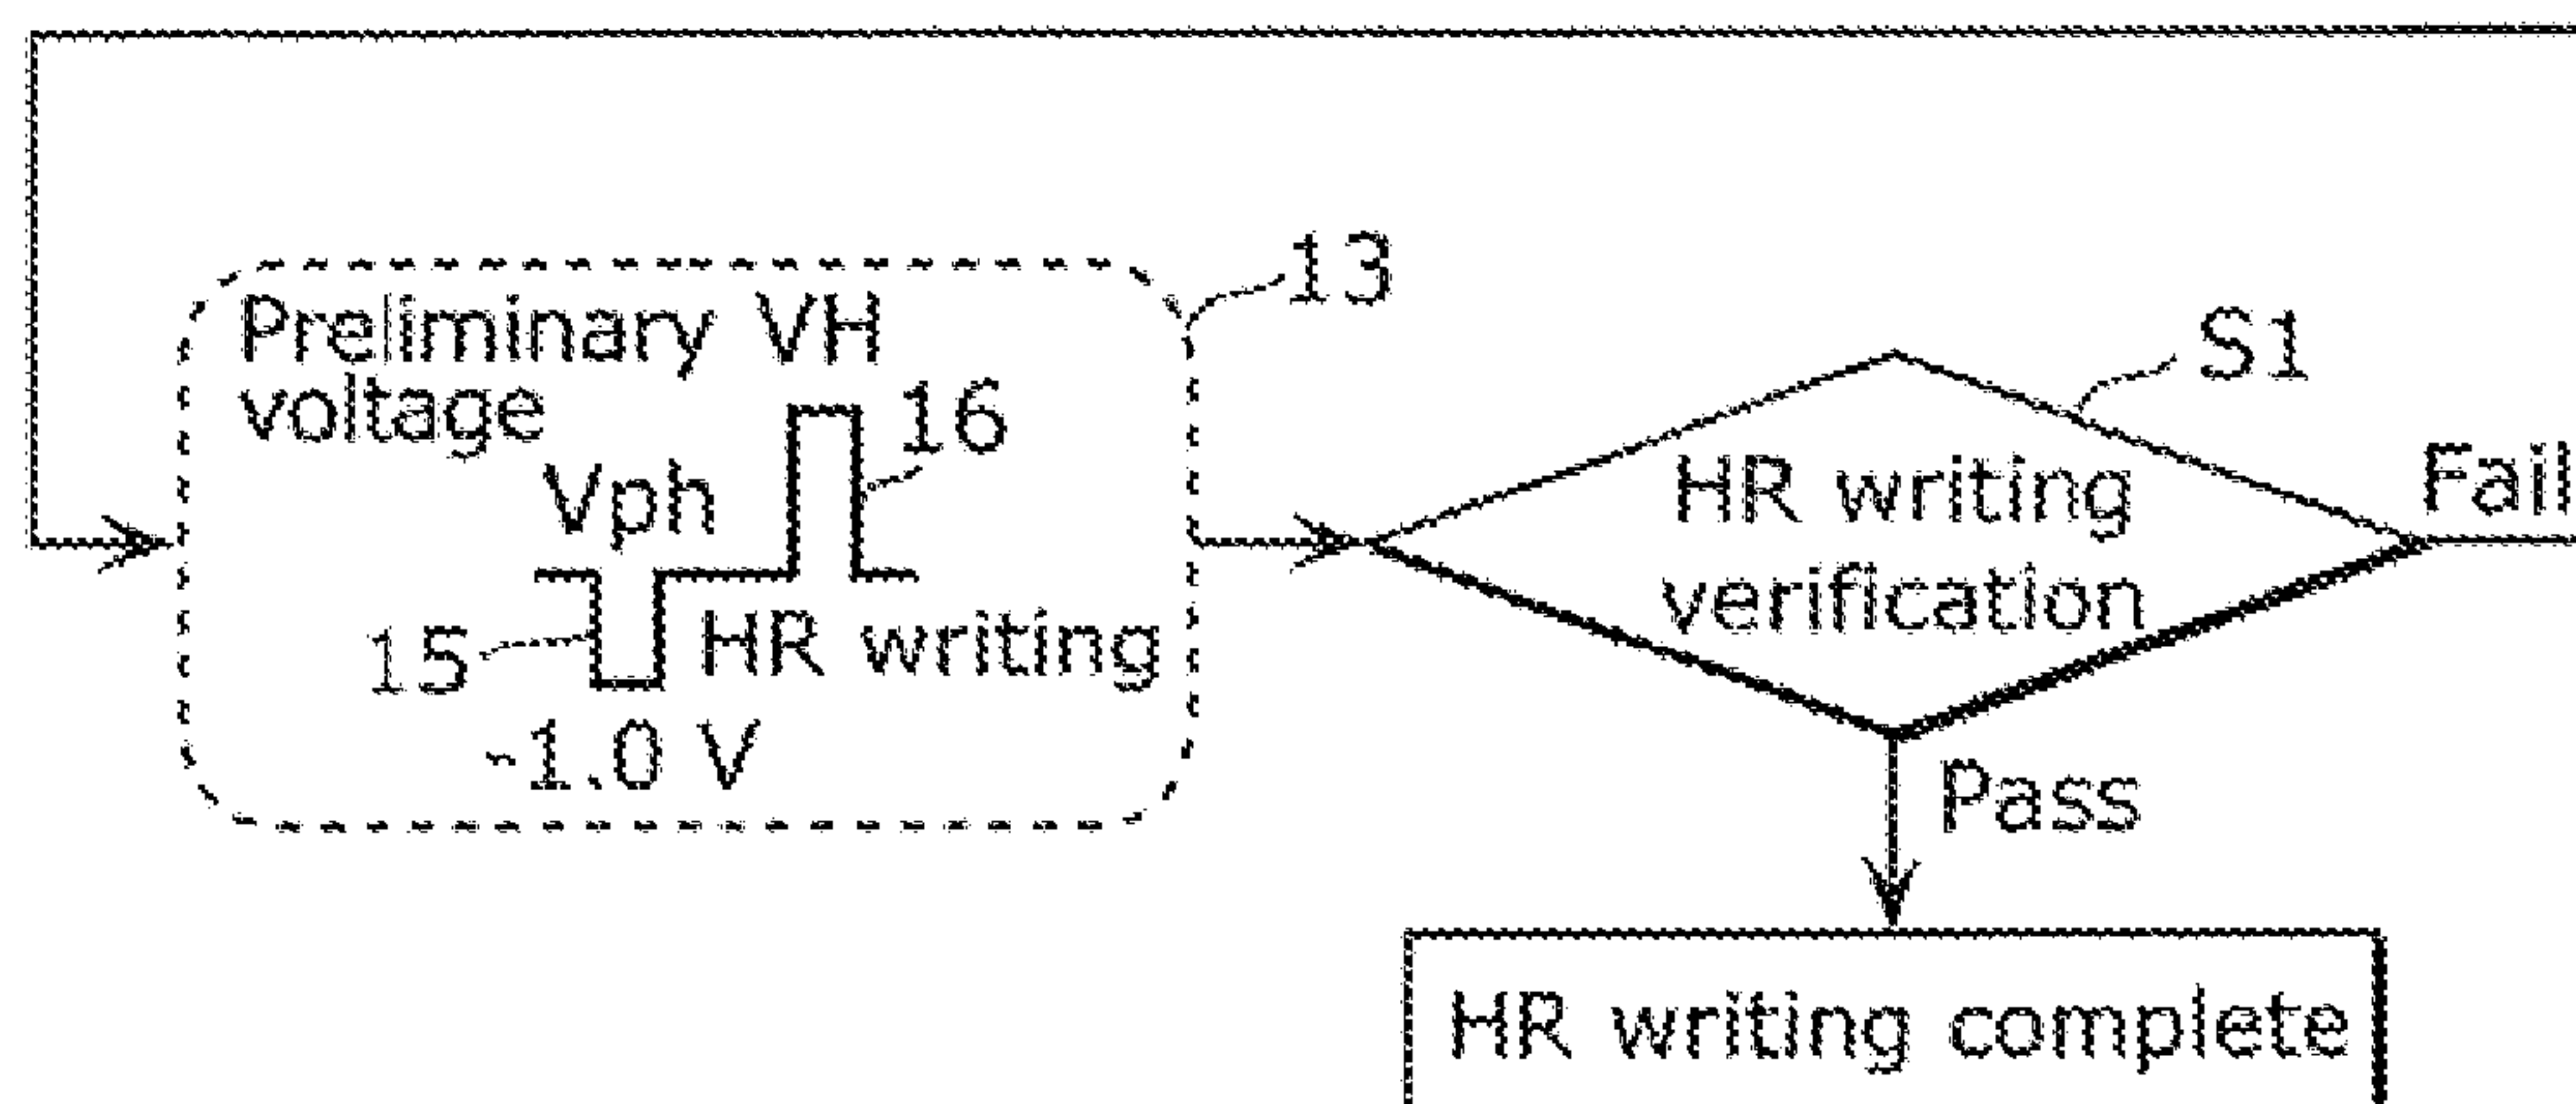 13
Preliminary VH
voltage
16
S1
Vph
HR writing
verification
Fail
15
HR writing
-1.0 V
Pass
HR writing complete